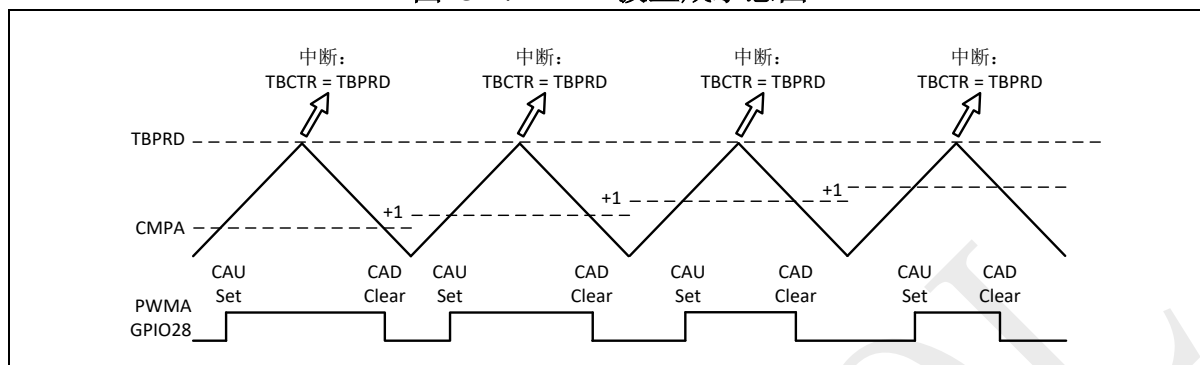 中断： 中断： 中断： 中断：
TBCTR = TBPRD TBCTR = TBPRD TBCTR = TBPRD TBCTR = TBPRD
TBPRD
+1
+1
+1
CMPA
CAU CAD CAU CAD CAU CAD CAU CAD
Set Clear Set Clear Set Clear Set Clear
PWMA
GPIO28